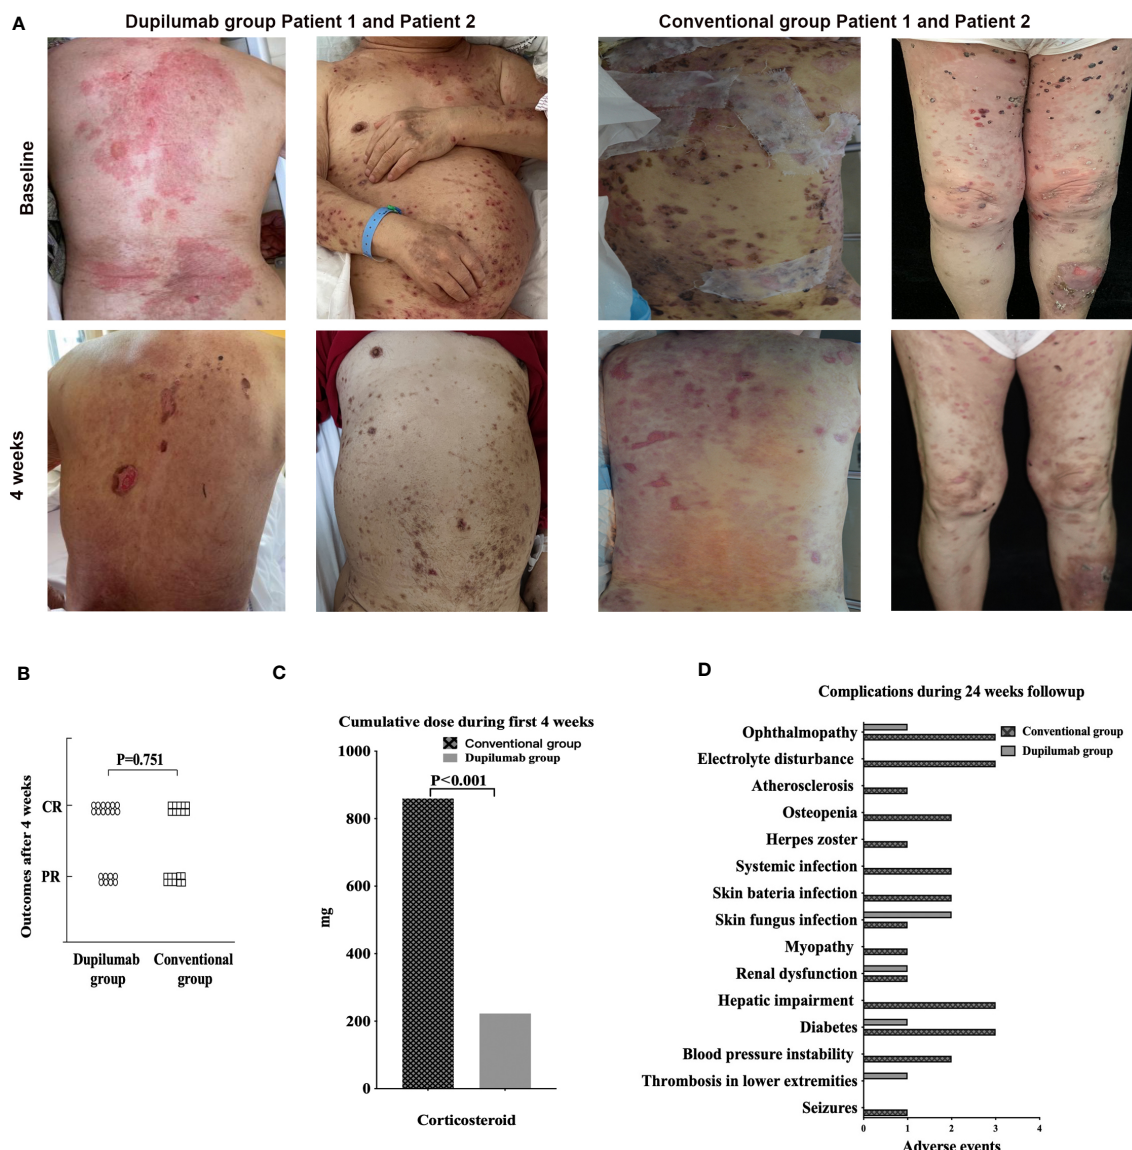 A
Dupilumab group Patient 1 and Patient 2
Conventional group Patient 1 and Patient 2
Baseline
4 weeks
B
Outcomes after 4 weeks
P=0.751
CR
PR
Dupilumab
group
Conventional
group
C
Cumulative dose during first 4 weeks
Conventional group
Dupilumab group
P<0.001
1000
800
600
400
200
0
mg
Corticosteroid
D
Complications during 24 weeks followup
Conventional group
Dupilumab group
Ophthalmopathy
Electrolyte disturbance
Atherosclerosis
Osteopenia
Herpes zoster
Systemic infection
Skin bateria infection
Skin fungus infection
Myopathy
Renal dysfunction
Hepatic impairment
Diabetes
Blood pressure instability
Thrombosis in lower extremities
Seizures
0 1 2 3 4
Adverse events